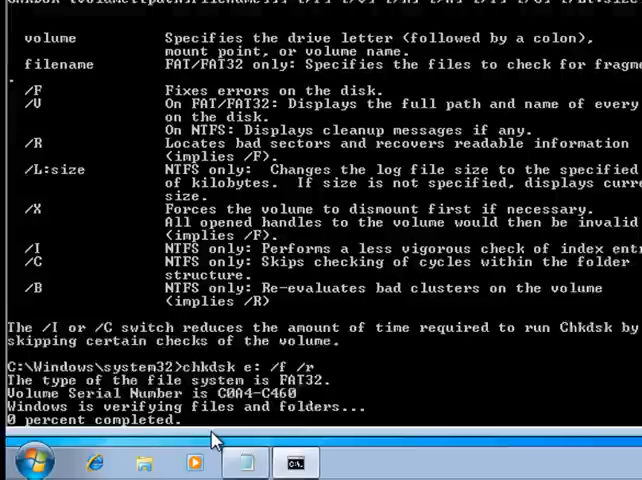 volume Specifies the drive letter (followed by a colon),
mount point, or volume name.
filename FAT/FAT32 only: Specifies the files to check for fragme
.
/F Fixes errors on the disk.
/V On FAT/FAT32: Displays the full path and name of every
on the disk.
On NTFS: Displays cleanup messages if any.
/R Locates bad sectors and recovers readable information
(implies /F).
/L:size NTFS only: Changes the log file size to the specified
of kilobytes. If size is not specified, displays curre
size.
/X Forces the volume to dismount first if necessary.
All opened handles to the volume would then be invalid
(implies /F).
/I NTFS only: Performs a less vigorous check of index ent
/C NTFS only: Skips checking of cycles within the folder
structure.
/B NTFS only: Re-evaluates bad clusters on the volume
(implies /R)
The /I or /C switch reduces the amount of time required to run Chkdsk by
skipping certain checks of the volume.
C:\Windows\system32>chkdsk e: /f /r
The type of the file system is FAT32.
Volume Serial Number is C0A4-C460
Windows is verifying files and folders...
0 percent completed.
C:\.